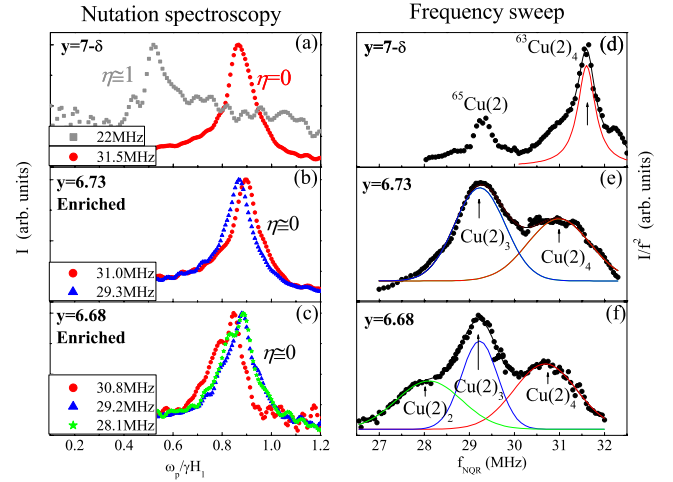 Nutation spectroscopy
Frequency sweep
y=7-δ
(a)
η≅1
η=0
22MHz
31.5MHz
y=6.73
Enriched
(b)
η≅0
31.0MHz
29.3MHz
y=6.68
Enriched
(c)
η≅0
30.8MHz
29.2MHz
28.1MHz
0.2 0.4 0.6 0.8 1.0 1.2
ωp/γH1
I (arb. units)
y=7-δ
(d)
63Cu(2)4
65Cu(2)
y=6.73
(e)
Cu(2)3
Cu(2)4
y=6.68
(f)
Cu(2)2
Cu(2)3
Cu(2)4
27 28 29 30 31 32
fNQR (MHz)
I/f2 (arb. units)